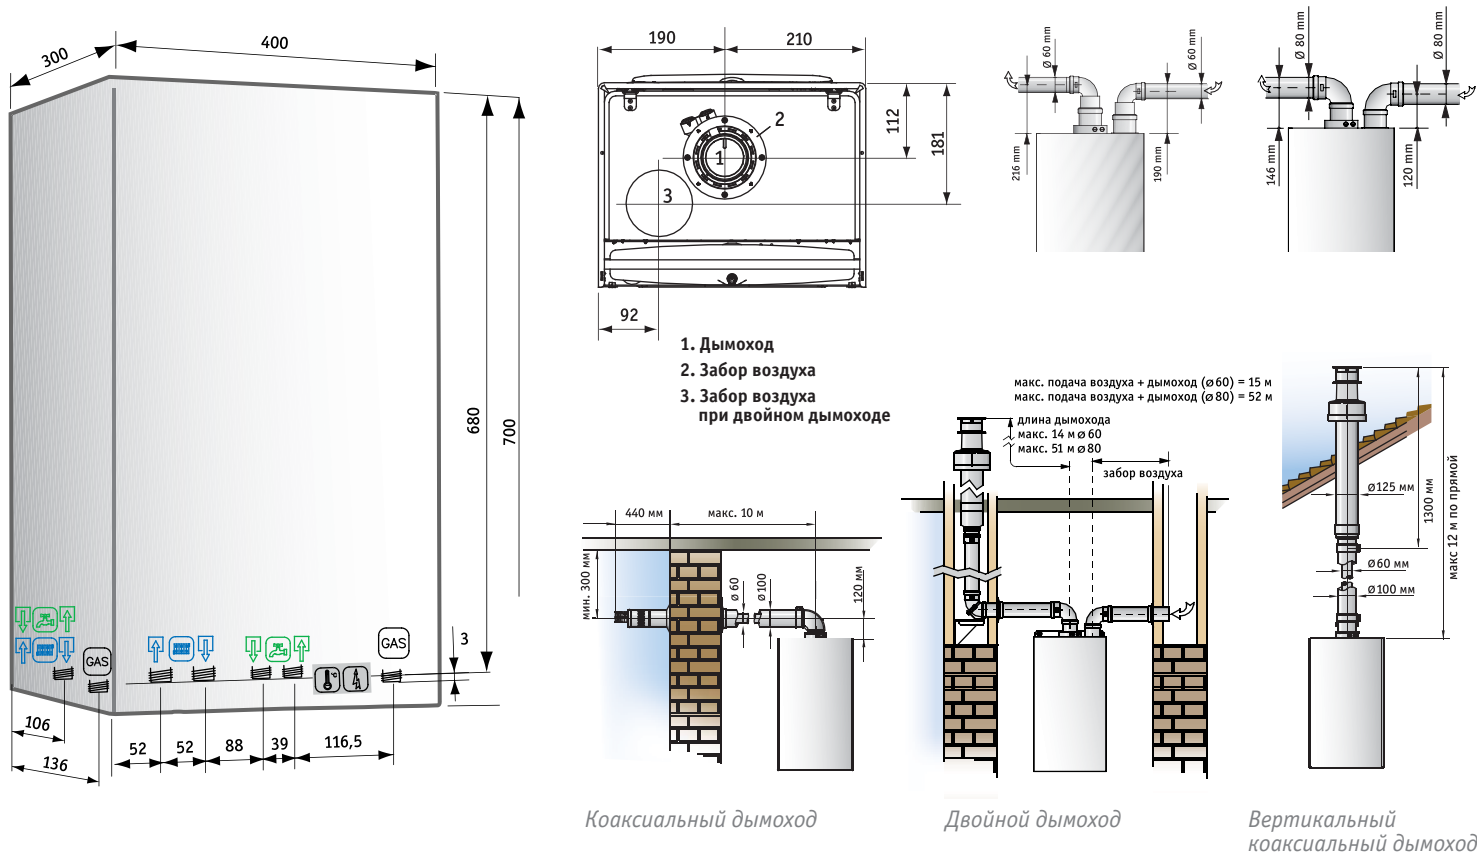 300
400
680
700
3
GAS
GAS
°C
106
136
52
52
88
39
116,5
190
210
112
181
92
1
2
3
1. Дымоход
2. Забор воздуха
3. Забор воздуха
при двойном дымоходе
Ø 60 mm
Ø 60 mm
216 mm
190 mm
Ø 80 mm
Ø 80 mm
146 mm
120 mm
440 мм
макс. 10 м
мин. 300 мм
ø 60
ø100
120 мм
Коаксиальный дымоход
макс. подача воздуха + дымоход (ø60) = 15 м
макс. подача воздуха + дымоход (ø80) = 52 м
длина дымохода
макс. 14 м ø 60
макс. 51 м ø 80
забор воздуха
Двойной дымоход
ø125 мм
ø60 мм
ø100 мм
1300 мм
макс 12 м по прямой
Вертикальный
коаксиальный дымоход